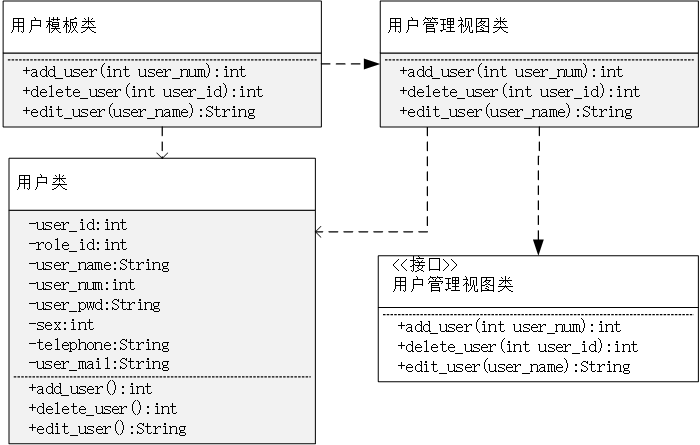 用户模板类
+add_user(int user_num):int
+delete_user(int user_id):int
+edit_user(user_name):String
用户管理视图类
+add_user(int user_num):int
+delete_user(int user_id):int
+edit_user(user_name):String
用户类
-user_id:int
-role_id:int
-user_name:String
-user_num:int
-user_pwd:String
-sex:int
-telephone:String
-user_mail:String
+add_user():int
+delete_user():int
+edit_user():String
<<接口>>
用户管理视图类
+add_user(int user_num):int
+delete_user(int user_id):int
+edit_user(user_name):String